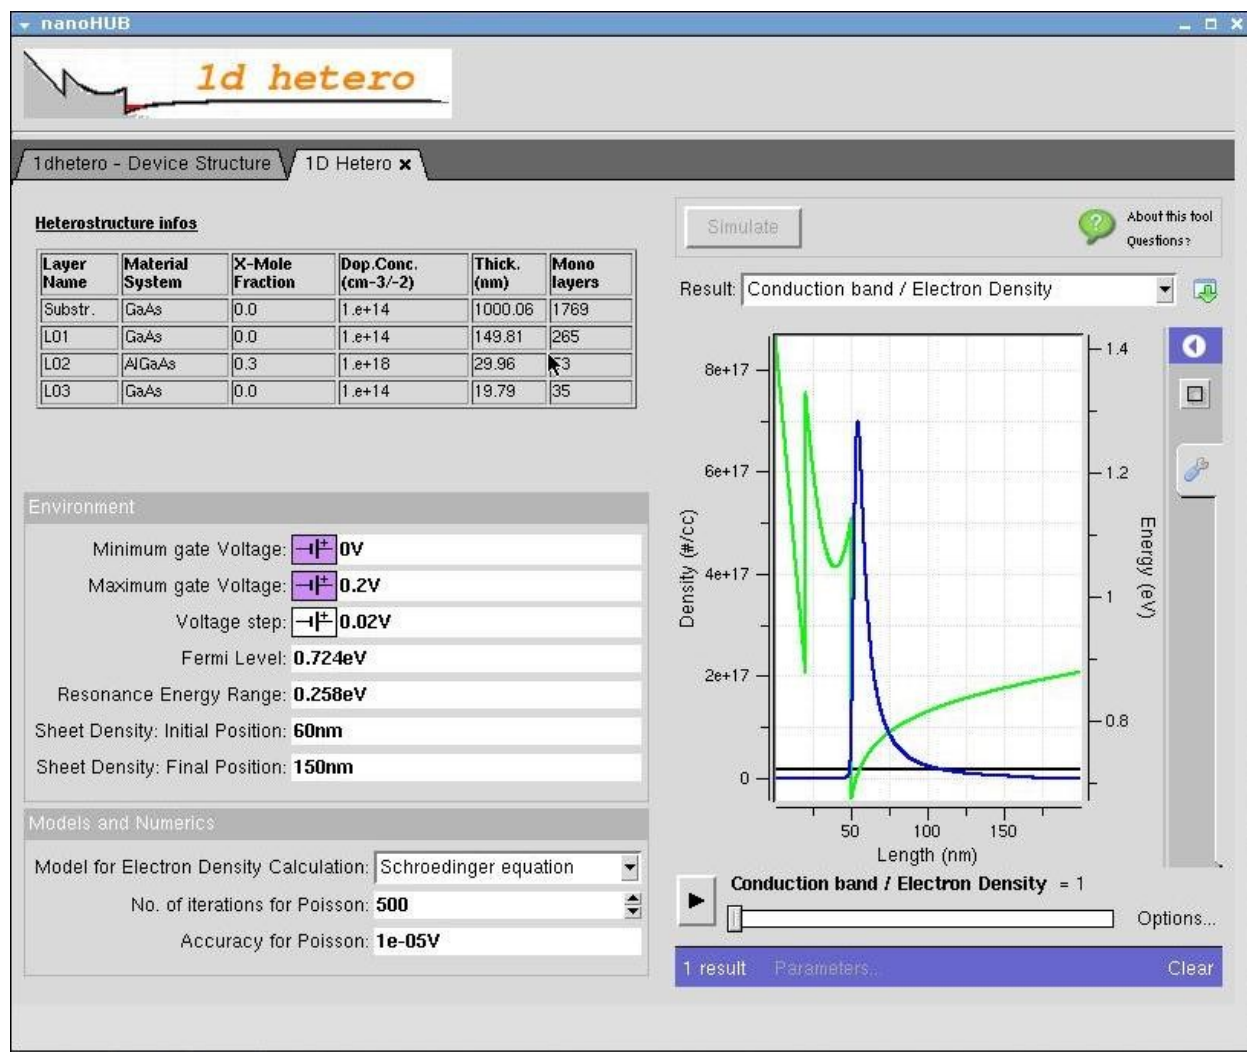 nanoHUB
1d hetero
1dhetero - Device Structure
1D Hetero
Heterostructure infos
Layer Name Material System X-Mole Fraction Dop.Conc. (cm-3/-2) Thick. (nm) Mono layers
Substr. GaAs 0.0 1.e+14 1000.06 1769
L01 GaAs 0.0 1.e+14 149.81 265
L02 AlGaAs 0.3 1.e+18 29.96
L03 GaAs 0.0 1.e+14 19.79 35
Environment
Minimum gate Voltage: 0V
Maximum gate Voltage: 0.2V
Voltage step: 0.02V
Fermi Level: 0.724eV
Resonance Energy Range: 0.258eV
Sheet Density: Initial Position: 60nm
Sheet Density: Final Position: 150nm
Models and Numerics
Model for Electron Density Calculation: Schroedinger equation
No. of iterations for Poisson: 500
Accuracy for Poisson: 1e-05V
Simulate
About this tool
Questions?
Result: Conduction band / Electron Density
8e+17
6e+17
4e+17
2e+17
0
Density (#/cc)
1.4
1.2
1
0.8
Energy (eV)
50 100 150
Length (nm)
Conduction band / Electron Density = 1
Options...
1 result Parameters... Clear